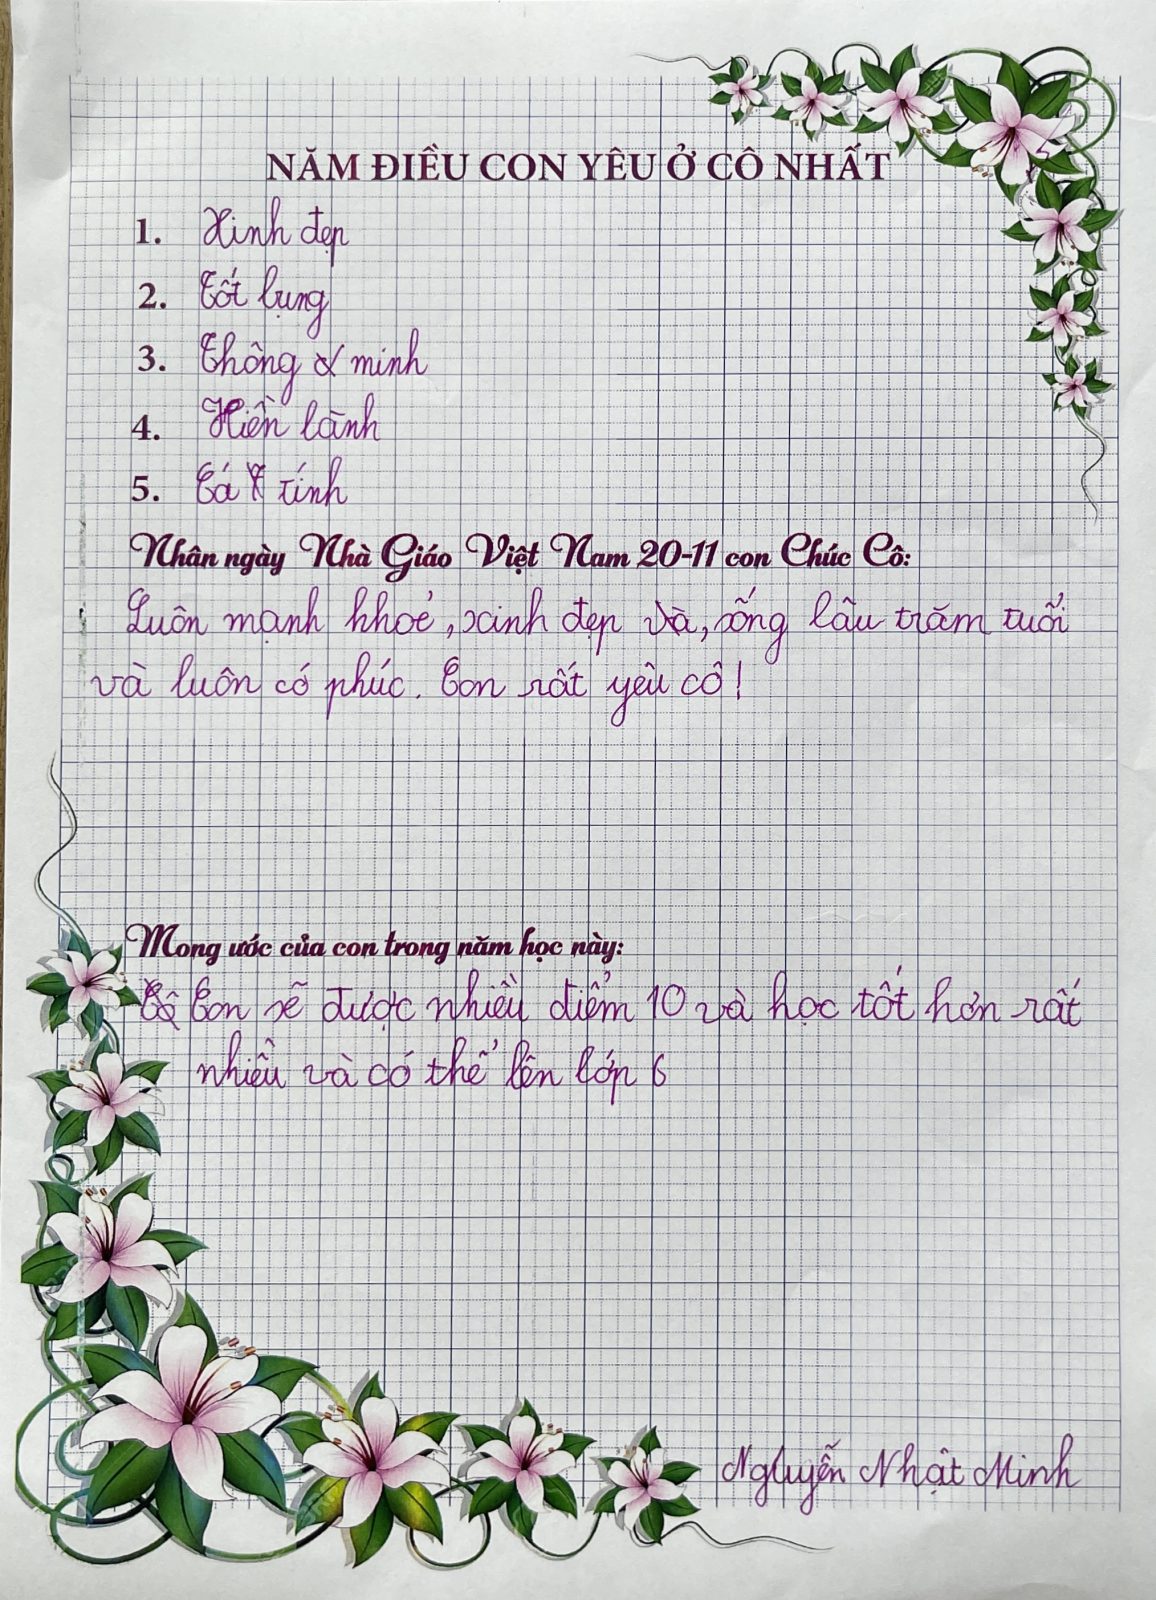 NĂM ĐIỀU CON YÊU Ở CÔ NHẤT
1. Xinh đẹp
2. Tốt bụng
3. Thông minh
4. Hiền lành
5. Cá tính
Nhân ngày Nhà Giáo Việt Nam 20-11 con Chúc Cô:
Luôn mạnh khoẻ, xinh đẹp và, sống lâu trăm tuổi
và luôn có phúc. Con rất yêu cô!
Mong ước của con trong năm học này:
Con sẽ được nhiều điểm 10 và học tốt hơn rất
nhiều và có thể lên lớp 6
Nguyễn Nhật Minh